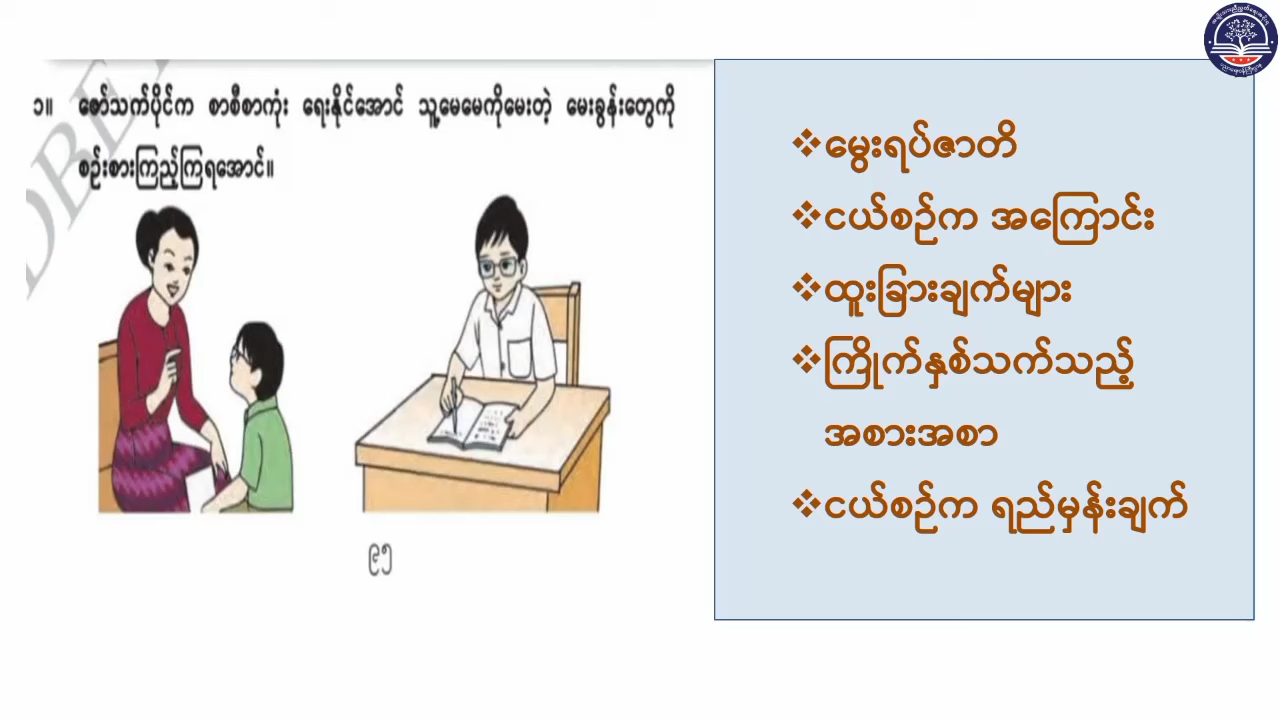 ၁။ ဇော်သက်ပိုင်က စာစီစာကုံး ရေးနိုင်အောင် သူ့မေမေကိုမေးတဲ့ မေးခွန်းတွေကို
စဉ်းစားကြည့်ကြရအောင်။
၉၅
❖မွေးရပ်ဇာတိ
❖ငယ်စဉ်က အကြောင်း
❖ထူးခြားချက်များ
❖ကြိုက်နှစ်သက်သည့်
အစားအစာ
❖ငယ်စဉ်က ရည်မှန်းချက်